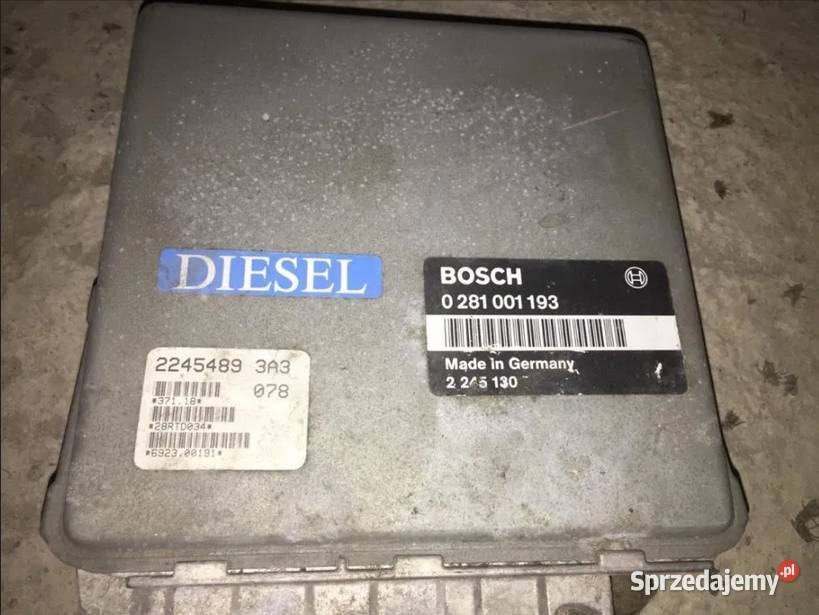 DIESEL
BOSCH
0 281 001 193
Made in Germany
2 245 130
2245489 3A3
078
*371.18*
*28RTD034*
*6923.00191*
Sprzedajemy.pl